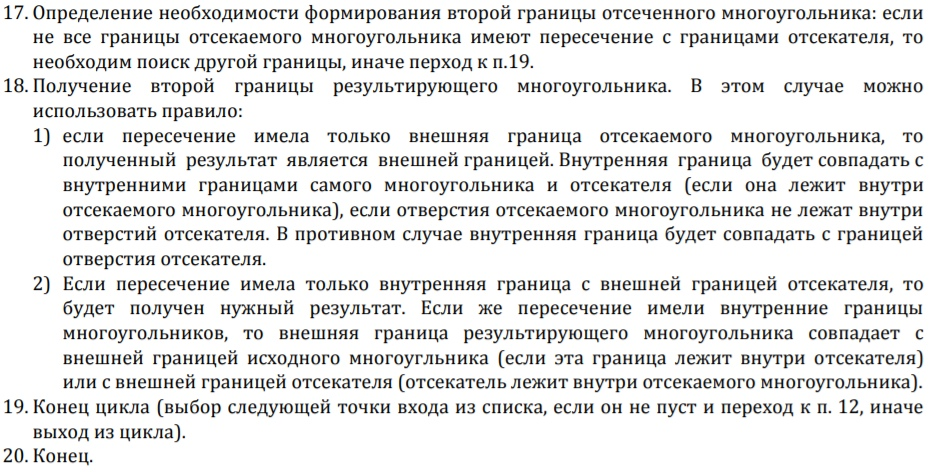 17. Определение необходимости формирования второй границы отсеченного многоугольника: если
не все границы отсекаемого многоугольника имеют пересечение с границами отсекателя, то
необходим поиск другой границы, иначе перход к п.19.
18. Получение второй границы результирующего многоугольника. В этом случае можно
использовать правило:
1) если пересечение имела только внешняя граница отсекаемого многоугольника, то
полученный результат является внешней границей. Внутренняя граница будет совпадать с
внутренними границами самого многоугольника и отсекателя (если она лежит внутри
отсекаемого многоугольника), если отверстия отсекаемого многоугольника не лежат внутри
отверстий отсекателя. В противном случае внутренняя граница будет совпадать с границей
отверстия отсекателя.
2) Если пересечение имела только внутренняя граница с внешней границей отсекателя, то
будет получен нужный результат. Если же пересечение имели внутренние границы
многоугольников, то внешняя граница результирующего многоугольника совпадает с
внешней границей исходного многоугльника (если эта граница лежит внутри отсекателя)
или с внешней границей отсекателя (отсекатель лежит внутри отсекаемого многоугольника).
19. Конец цикла (выбор следующей точки входа из списка, если он не пуст и переход к п. 12, иначе
выход из цикла).
20. Конец.